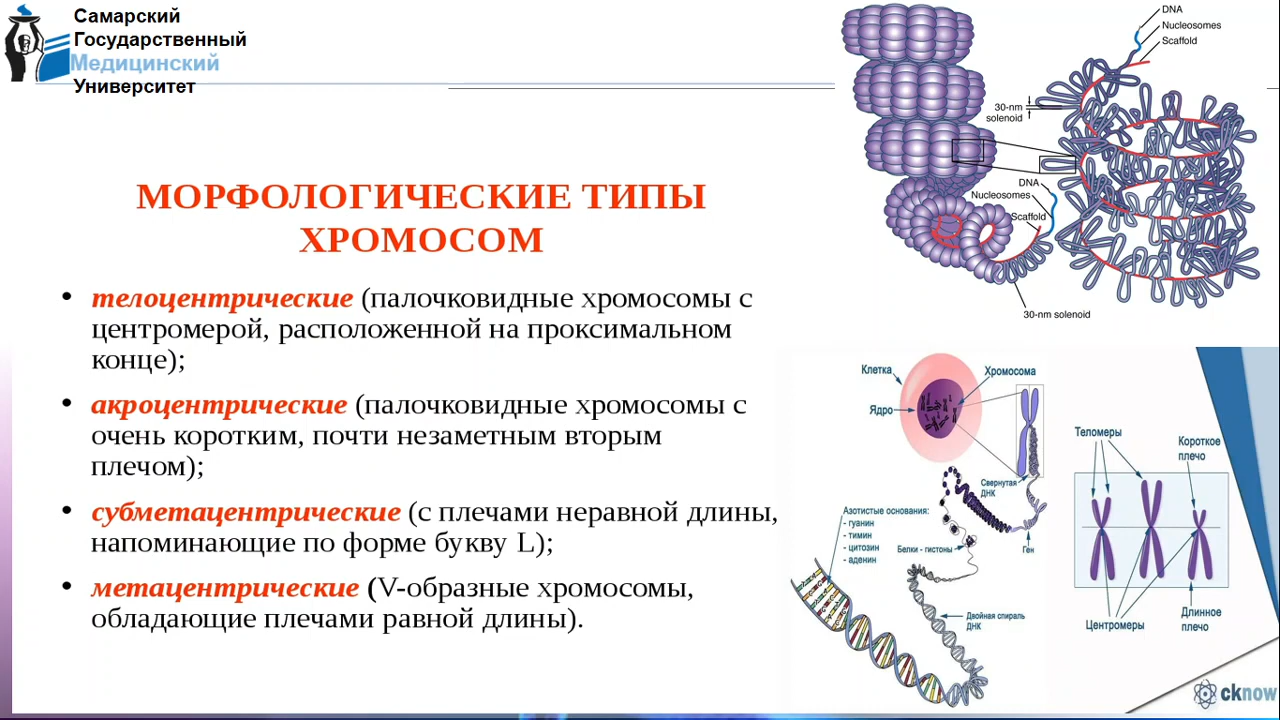 Самарский
Государственный
Медицинский
Университет
МОРФОЛОГИЧЕСКИЕ ТИПЫ
ХРОМОСОМ
• телоцентрические (палочковидные хромосомы с
центромерой, расположенной на проксимальном
конце);
• акроцентрические (палочковидные хромосомы с
очень коротким, почти незаметным вторым
плечом);
• субметацентрические (с плечами неравной длины,
напоминающие по форме букву L);
• метацентрические (V-образные хромосомы,
обладающие плечами равной длины).
DNA
Nucleosomes
Scaffold
30-nm
solenoid
DNA
Nucleosomes
Scaffold
30-nm solenoid
Клетка
Хромосома
Ядро
Свернутая
ДНК
Азотистые основания:
- гуанин
- тимин
- цитозин
- аденин
Белки - гистоны
Ген
Двойная спираль
ДНК
Теломеры
Короткое
плечо
Центромеры
Длинное
плечо
cknow